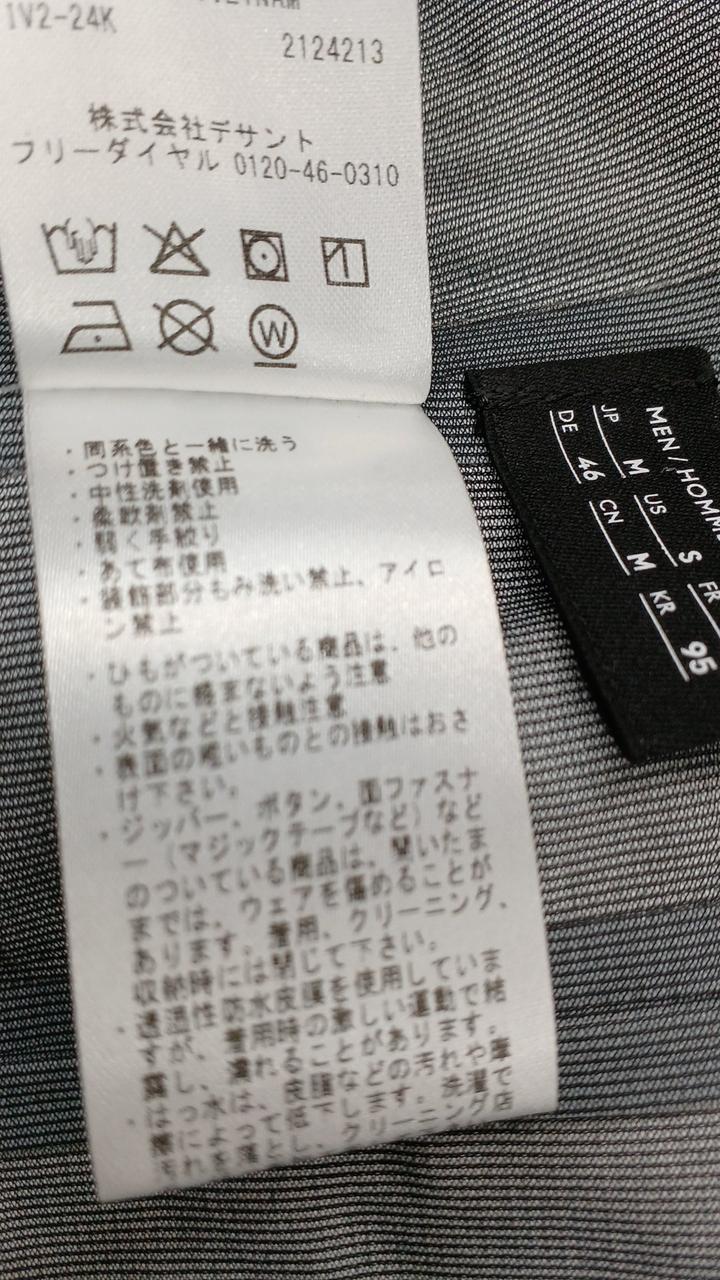 1V2-24K
2124213
株式会社デサント
フリーダイヤル 0120-46-0310
W
・同系色と一緒に洗う
・つけ置き禁止
・中性洗剤使用
・柔軟剤禁止
・弱く手絞り
・あて布使用
・装飾部分もみ洗い禁止、アイロ
ン禁止
・ひもがついている商品は、他の
ものに絡まないよう注意
・火気などと接触注意
・表面の粗いものとの接触はおさ
け下さい。
・ジッパー、ボタン、面ファスナ
ー（マジックテープなど）など
のついている商品は、開いたま
までは、ウェアを傷めることが
あります。着用、クリーニング、
収納時には閉じて下さい。
・透湿性防水皮膜を使用していま
すが、着用時の激しい運動で結
露し、濡れることがあります。
・はっ水は、皮脂などの汚れや摩
擦によって低下します。洗濯で
汚れを落とし、クリーニング店
MEN / HOMME
JP M US S FR
DE 46 CN M KR 95